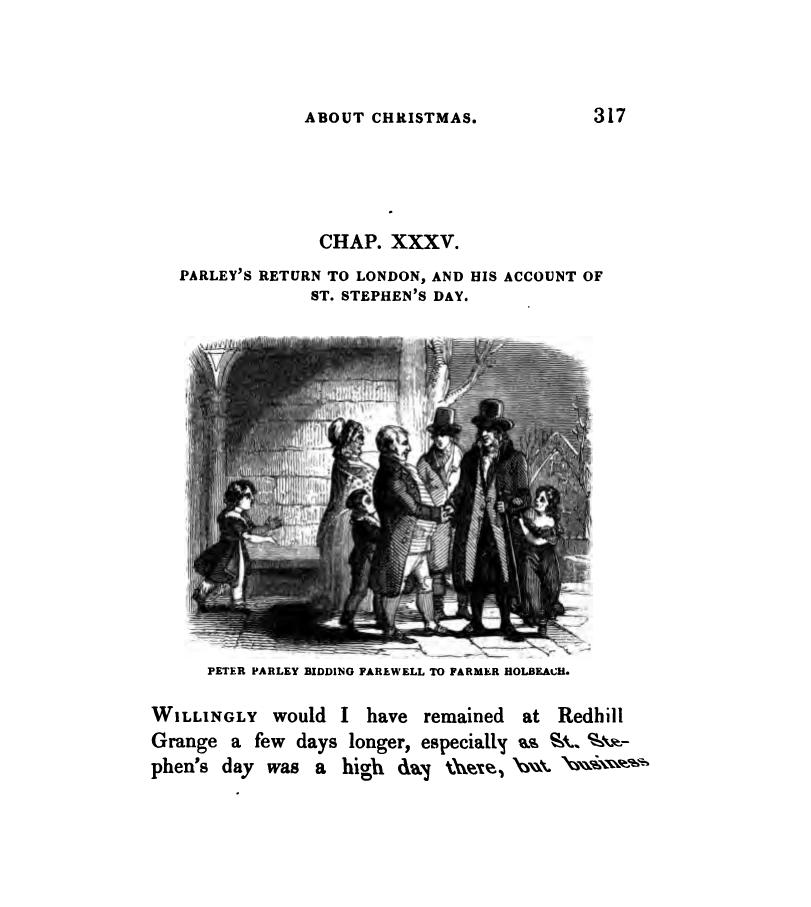 ABOUT CHRISTMAS. 317
CHAP. XXXV.
PARLEY'S RETURN TO LONDON, AND HIS ACCOUNT OF
ST. STEPHEN'S DAY.
PETER PARLEY BIDDING FAREWELL TO FARMER HOLBEACH.
WILLINGLY would I have remained at Redhill
Grange a few days longer, especially as St. Ste-
phen's day was a high day there, but business